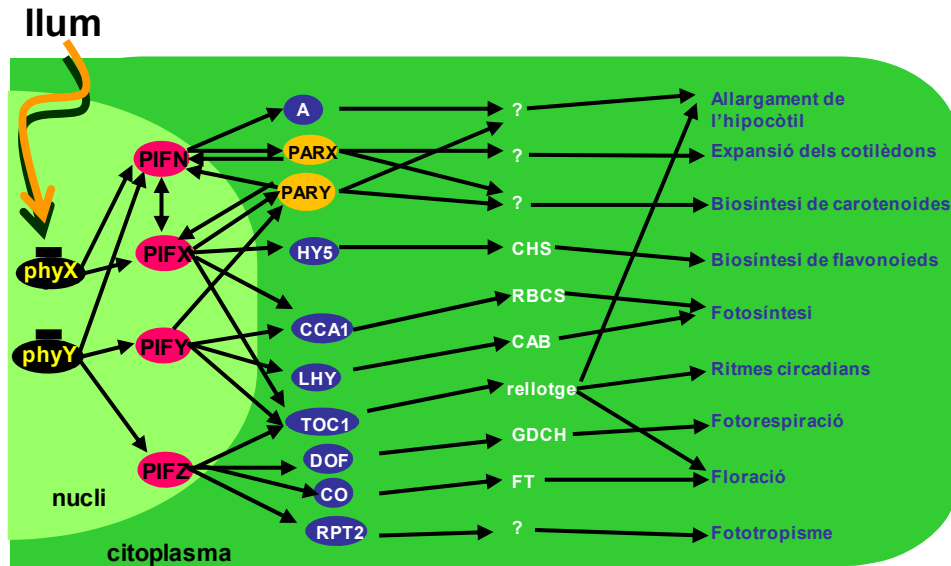 llum
A
?
Allargament de
l'hipocòtil
PIFN
PARX
?
Expansió dels cotilèdons
PARY
?
Biosíntesi de carotenoides
PIFX
HY5
CHS
Biosíntesi de flavonoieds
phyX
RBCS
Fotosíntesi
CCA1
PIFY
CAB
phyY
LHY
rellotge
Ritmes circadians
TOC1
GDCH
Fotorespiració
DOF
PIFZ
FT
Floració
CO
nucli
RPT2
?
Fototropisme
citoplasma